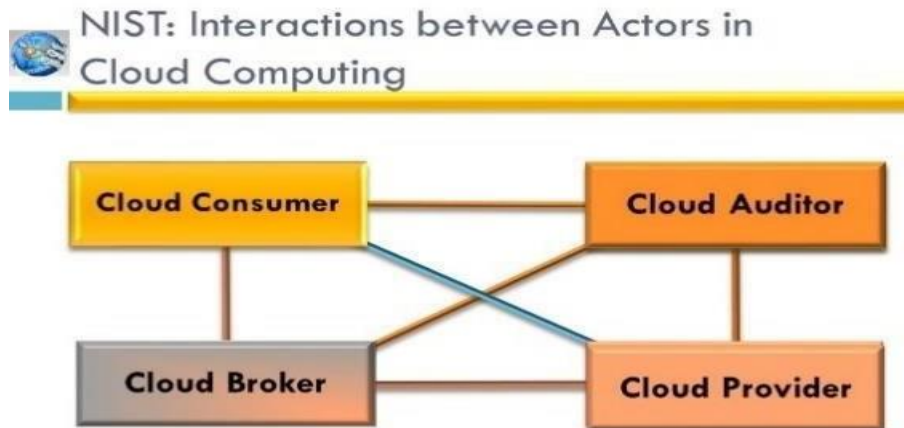 NIST: Interactions between Actors in
Cloud Computing
Cloud Consumer
Cloud Auditor
Cloud Broker
Cloud Provider